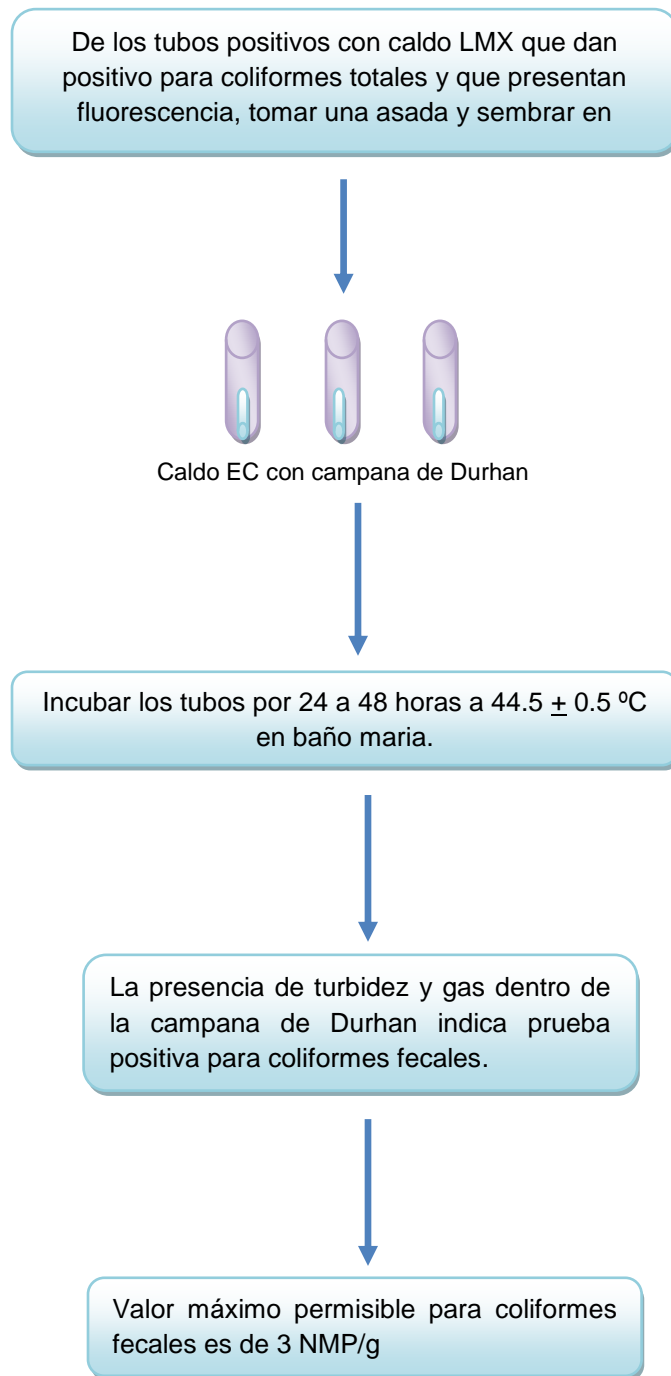 De los tubos positivos con caldo LMX que dan
positivo para coliformes totales y que presentan
fluorescencia, tomar una asada y sembrar en
Caldo EC con campana de Durhan
Incubar los tubos por 24 a 48 horas a 44.5 ± 0.5 ºC
en baño maria.
La presencia de turbidez y gas dentro de
la campana de Durhan indica prueba
positiva para coliformes fecales.
Valor máximo permisible para coliformes
fecales es de 3 NMP/g